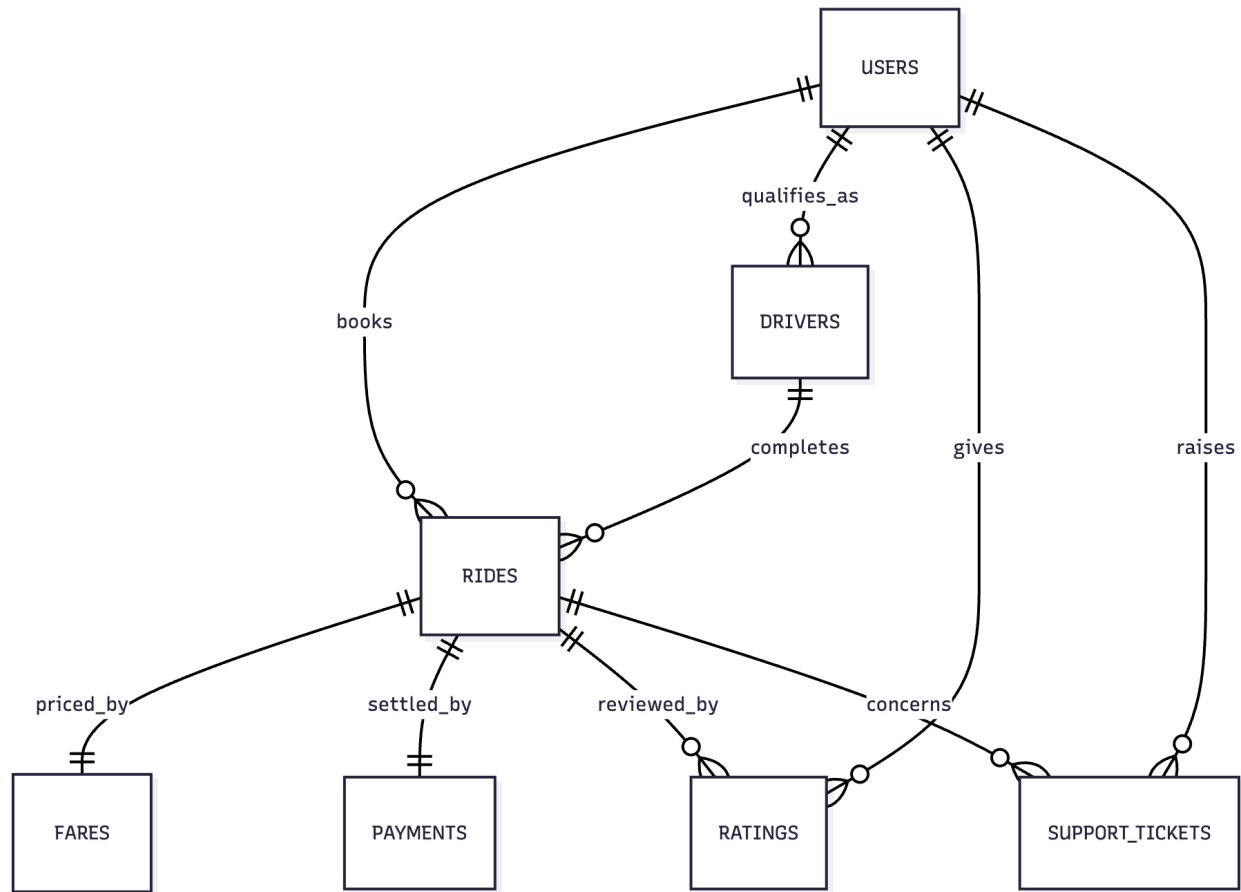 USERS
qualifies_as
books
DRIVERS
completes
gives
raises
RIDES
priced_by
settled_by
reviewed_by
concerns
FARES
PAYMENTS
RATINGS
SUPPORT_TICKETS